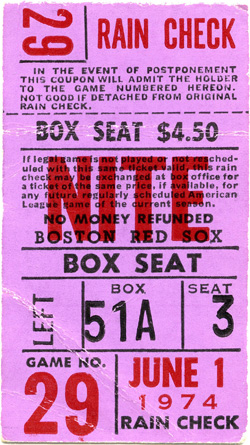 29
RAIN CHECK
IN THE EVENT OF POSTPONEMENT
THIS COUPON WILL ADMIT THE HOLDER
TO THE GAME NUMBERED HEREON.
NOT GOOD IF DETACHED FROM ORIGINAL
RAIN CHECK.
BOX SEAT $4.50
NITE
If legal game is not played or not resched-
uled with this same ticket valid, this rain
check may be exchanged at box office for
a ticket of same price, if available, for
any future regularly scheduled American
League game of the current season.
NO MONEY REFUNDED
BOSTON RED SOX
BOX SEAT
LEFT
BOX
51A
SEAT
3
GAME NO.
29
JUNE 1
1974
RAIN CHECK